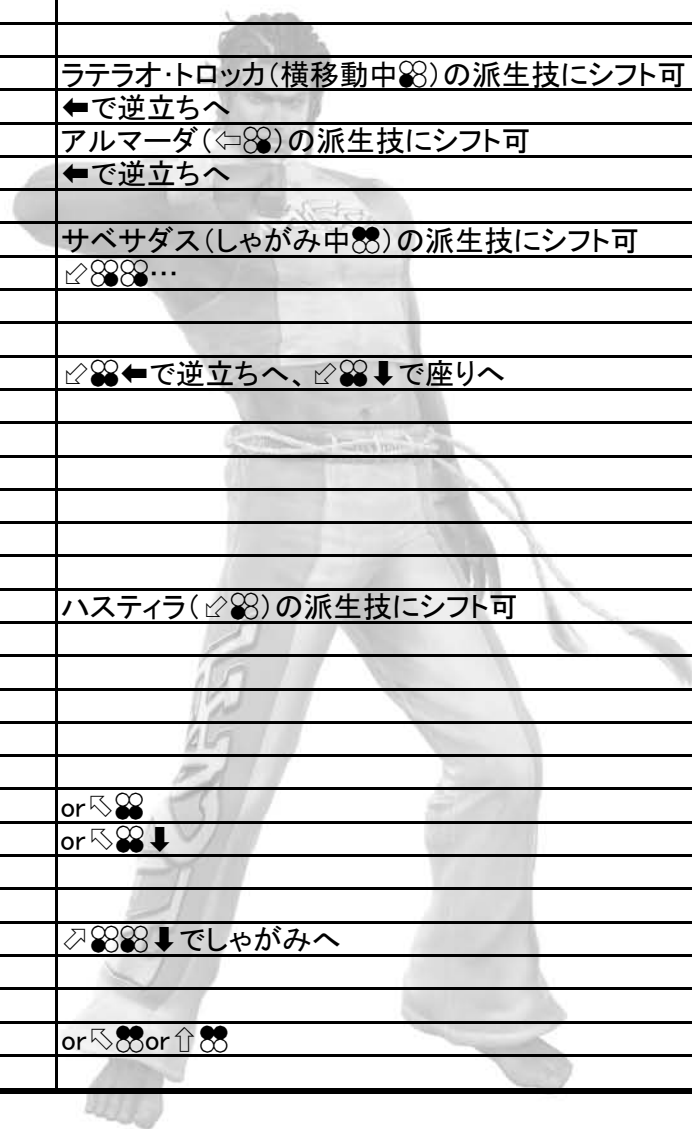 ラテラオ・トロッカ(横移動中)の派生技にシフト可
⬅で逆立ちへ
アルマーダ(⇦)の派生技にシフト可
⬅で逆立ちへ
サベサダス(しゃがみ中)の派生技にシフト可
⬃…
⬃⬅で逆立ちへ、⬃⬇で座りへ
ハスティラ(⬃)の派生技にシフト可
or⬁
or⬁⬇
⬀⬇でしゃがみへ
or⬁or⇧